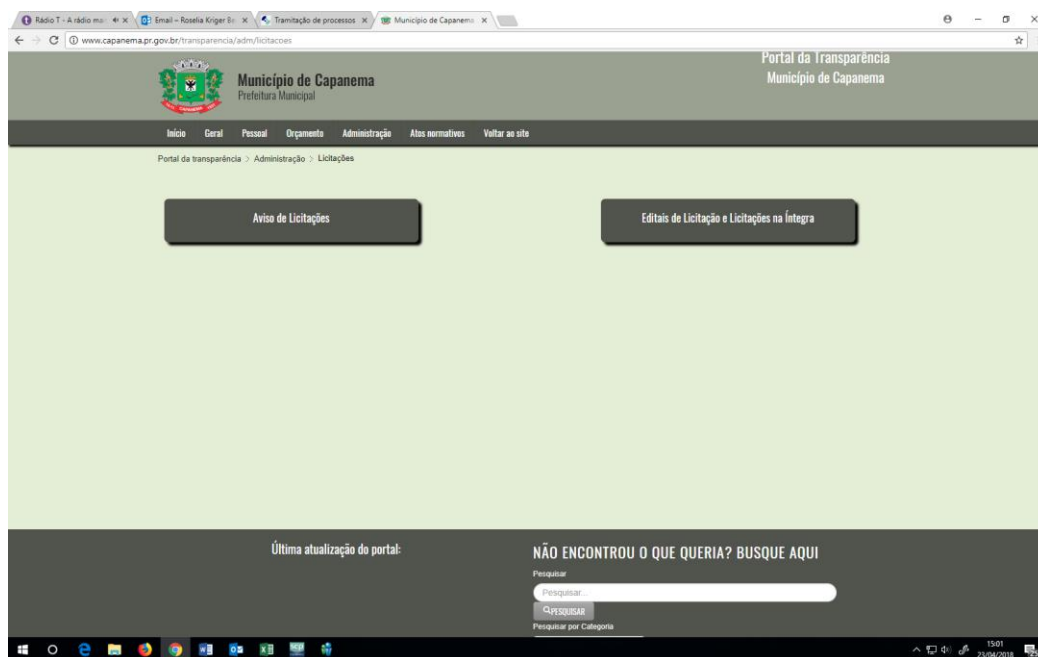 Rádio T - A rádio mai
Email – Roselia Kriger Be
Tramitação de processos
Município de Capanema
www.capanema.pr.gov.br/transparencia/adm/licitacoes
Portal da Transparência
Município de Capanema
Município de Capanema
Prefeitura Municipal
Início Geral Pessoal Orçamento Administração Atos normativos Voltar ao site
Portal da transparência > Administração > Licitações
Aviso de Licitações
Editais de Licitação e Licitações na Íntegra
Última atualização do portal:
NÃO ENCONTROU O QUE QUERIA? BUSQUE AQUI
Pesquisar
Pesquisar...
PESQUISAR
Pesquisar por Categoria
15:01
23/04/2018